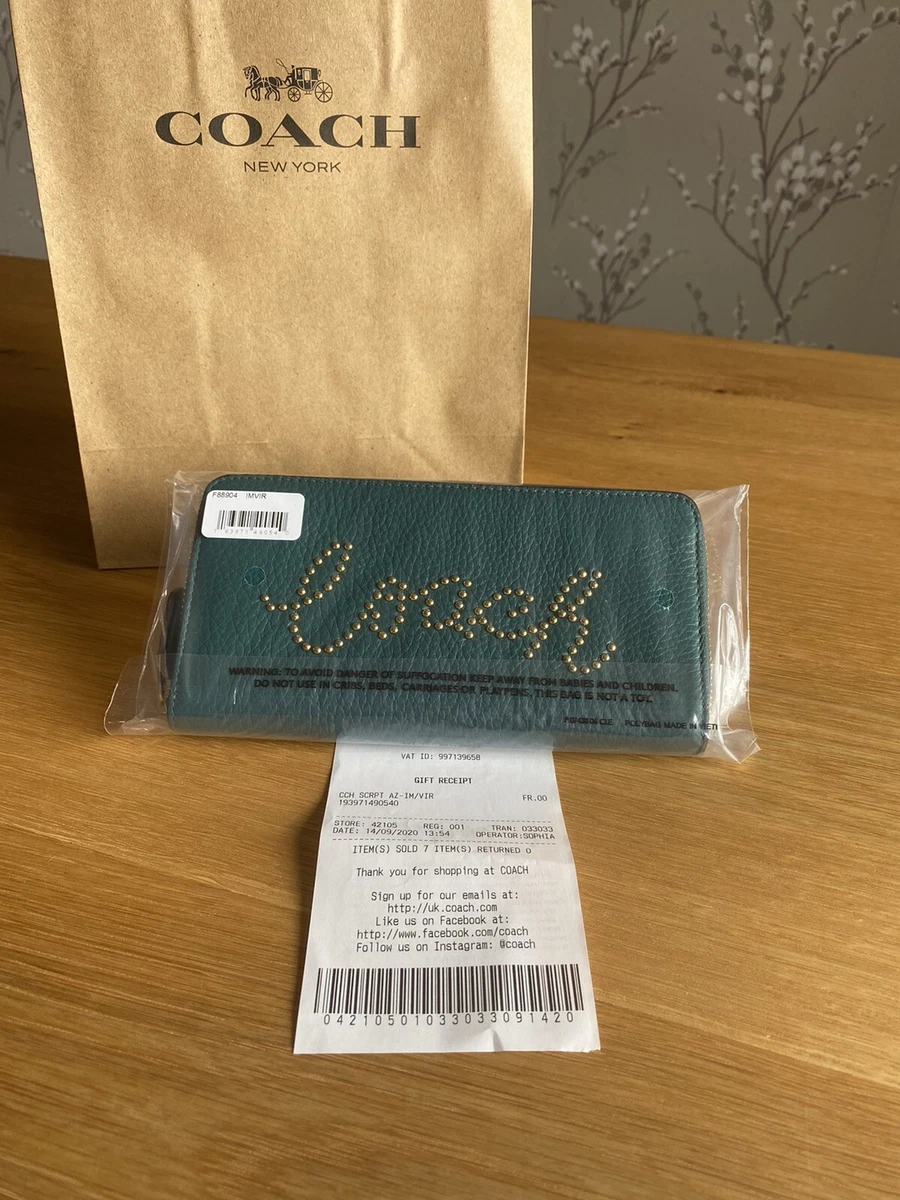 COACH
NEW YORK
F88904 IMVIR
Coach
WARNING: TO AVOID DANGER OF SUFFOCATION KEEP AWAY FROM BABIES AND CHILDREN.
DO NOT USE IN CRIBS, BEDS, CARRIAGES OR PLAYPENS, THIS BAG IS NOT A TOY.
POLYBAG MADE IN
VAT ID: 997139658
GIFT RECEIPT
CCH SCRPT AZ-IM/VIR FR.00
193971490540
STORE: 42105 REG: 001 TRAN: 033033
DATE: 14/09/2020 13:54 OPERATOR:SOPHIA
ITEM(S) SOLD 7 ITEM(S) RETURNED 0
Thank you for shopping at COACH
Sign up for our emails at:
http://uk.coach.com
Like us on Facebook at:
http://www.facebook.com/coach
Follow us on Instagram: @coach
04210501033033091420